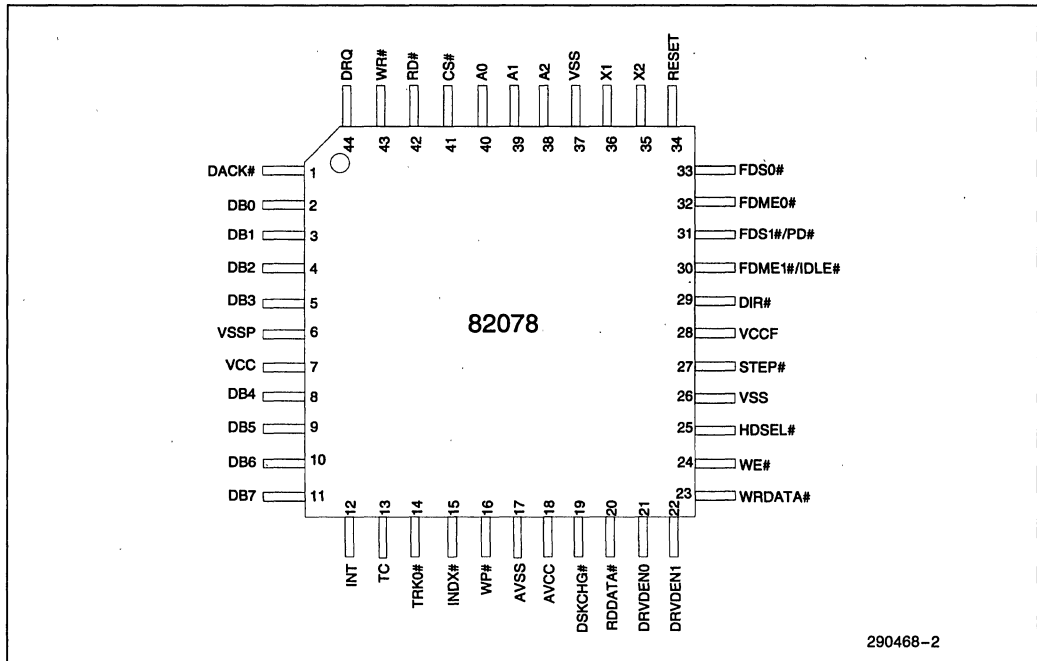 DRQ
WR#
RD#
CS#
A0
A1
A2
VSS
X1
X2
RESET
44
43
42
41
40
39
38
37
36
35
34
DACK#
1
DB0
2
DB1
3
DB2
4
DB3
5
VSSP
6
VCC
7
DB4
8
DB5
9
DB6
10
DB7
11
82078
33
FDS0#
32
FDME0#
31
FDS1#/PD#
30
FDME1#/IDLE#
29
DIR#
28
VCCF
27
STEP#
26
VSS
25
HDSEL#
24
WE#
23
WRDATA#
12
13
14
15
16
17
18
19
20
21
22
INT
TC
TRK0#
INDX#
WP#
AVSS
AVCC
DSKCHG#
RDDATA#
DRVDEN0
DRVDEN1
290468-2